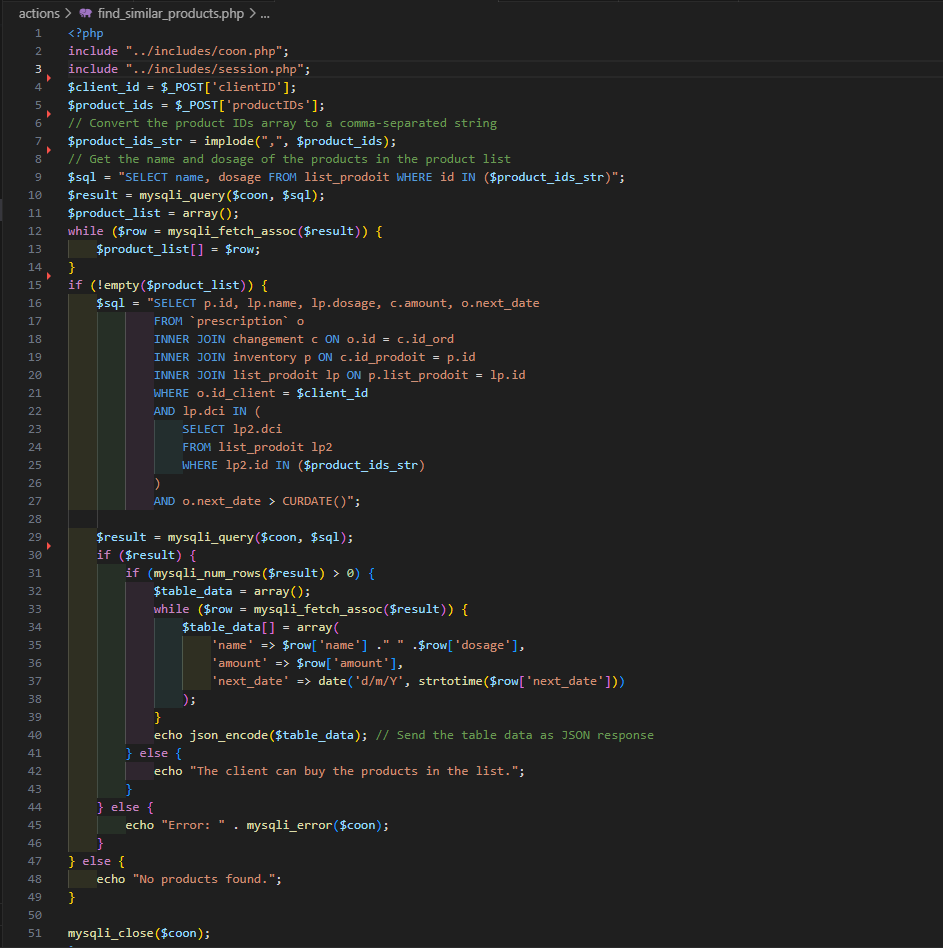 actions > find_similar_products.php > ...
1 <?php
2 include "../includes/coon.php";
3 include "../includes/session.php";
4 $client_id = $_POST['clientID'];
5 $product_ids = $_POST['productIDs'];
6 // Convert the product IDs array to a comma-separated string
7 $product_ids_str = implode(",", $product_ids);
8 // Get the name and dosage of the products in the product list
9 $sql = "SELECT name, dosage FROM list_prodoit WHERE id IN ($product_ids_str)";
10 $result = mysqli_query($coon, $sql);
11 $product_list = array();
12 while ($row = mysqli_fetch_assoc($result)) {
13     $product_list[] = $row;
14 }
15 if (!empty($product_list)) {
16     $sql = "SELECT p.id, lp.name, lp.dosage, c.amount, o.next_date
17             FROM `prescription` o
18             INNER JOIN changement c ON o.id = c.id_ord
19             INNER JOIN inventory p ON c.id_prodoit = p.id
20             INNER JOIN list_prodoit lp ON p.list_prodoit = lp.id
21             WHERE o.id_client = $client_id
22             AND lp.dci IN (
23                 SELECT lp2.dci
24                 FROM list_prodoit lp2
25                 WHERE lp2.id IN ($product_ids_str)
26             )
27             AND o.next_date > CURDATE()";
28
29     $result = mysqli_query($coon, $sql);
30     if ($result) {
31         if (mysqli_num_rows($result) > 0) {
32             $table_data = array();
33             while ($row = mysqli_fetch_assoc($result)) {
34                 $table_data[] = array(
35                     'name' => $row['name'] ." " .$row['dosage'],
36                     'amount' => $row['amount'],
37                     'next_date' => date('d/m/Y', strtotime($row['next_date']))
38                 );
39             }
40             echo json_encode($table_data); // Send the table data as JSON response
41         } else {
42             echo "The client can buy the products in the list.";
43         }
44     } else {
45         echo "Error: " . mysqli_error($coon);
46     }
47 } else {
48     echo "No products found.";
49 }
50
51 mysqli_close($coon);